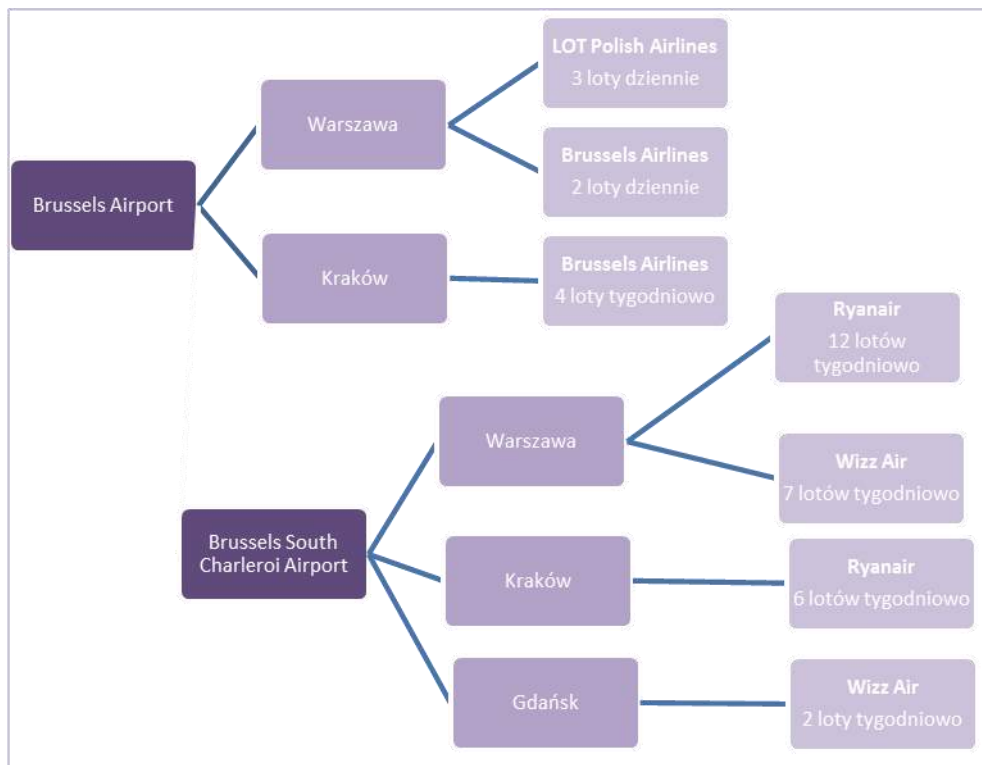 Brussels Airport
Warszawa
LOT Polish Airlines
3 loty dziennie
Brussels Airlines
2 loty dziennie
Kraków
Brussels Airlines
4 loty tygodniowo
Brussels South
Charleroi Airport
Warszawa
Ryanair
12 lotów
tygodniowo
Wizz Air
7 lotów tygodniowo
Kraków
Ryanair
6 lotów tygodniowo
Gdańsk
Wizz Air
2 loty tygodniowo